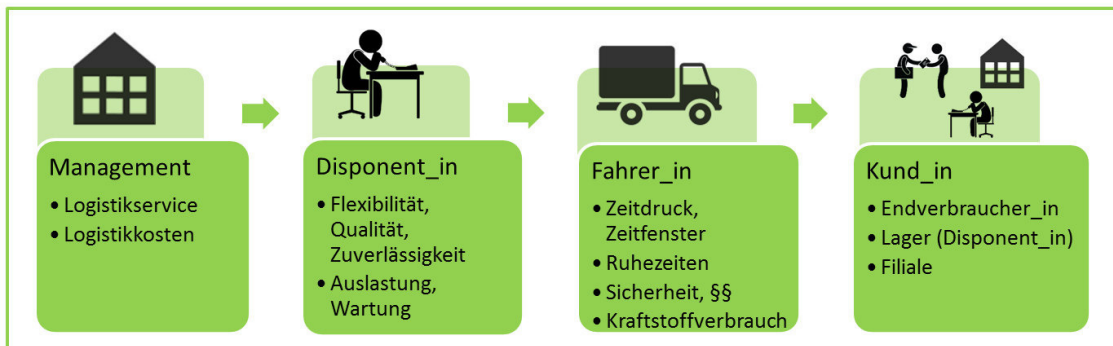 Management
• Logistikservice
• Logistikkosten
Disponent_in
• Flexibilität,
Qualität,
Zuverlässigkeit
• Auslastung,
Wartung
Fahrer_in
• Zeitdruck,
Zeitfenster
• Ruhezeiten
• Sicherheit, §§
• Kraftstoffverbrauch
Kund_in
• Endverbraucher_in
• Lager (Disponent_in)
• Filiale